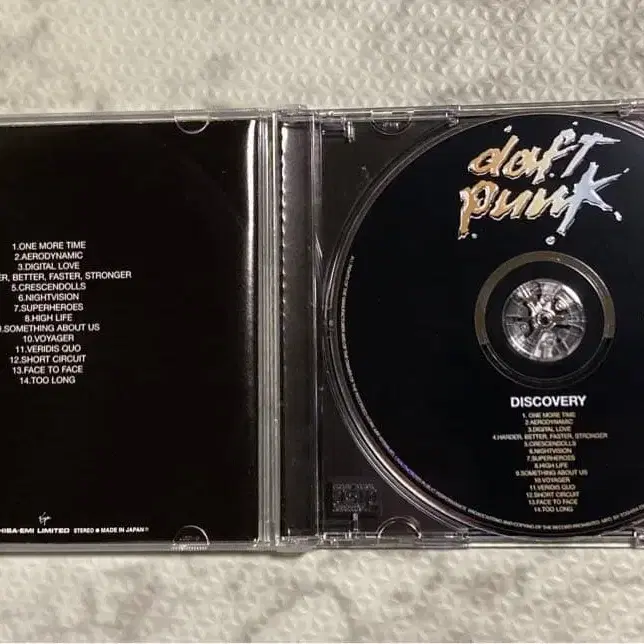 1.ONE MORE TIME
2.AERODYNAMIC
3.DIGITAL LOVE
ER, BETTER, FASTER, STRONGER
5.CRESCENDOLLS
6.NIGHTVISION
7.SUPERHEROES
8.HIGH LIFE
9.SOMETHING ABOUT US
10.VOYAGER
11.VERIDIS QUO
12.SHORT CIRCUIT
13.FACE TO FACE
14.TOO LONG
Virgin
HIBA-EMI LIMITED STEREO MADE IN JAPAN
daft
punk
DISCOVERY
1. ONE MORE TIME
2.AERODYNAMIC
3.DIGITAL LOVE
4.HARDER, BETTER, FASTER, STRONGER
5.CRESCENDOLLS
6.NIGHTVISION
7.SUPERHEROES
8.HIGH LIFE
9.SOMETHING ABOUT US
10.VOYAGER
11.VERIDIS QUO
12.SHORT CIRCUIT
13.FACE TO FACE
14.TOO LONG